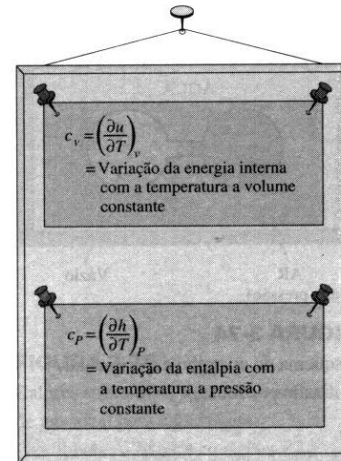 c_v = (∂u/∂T)_v
= Variação da energia interna
com a temperatura a volume
constante
c_P = (∂h/∂T)_P
= Variação da entalpia com
a temperatura a pressão
constante